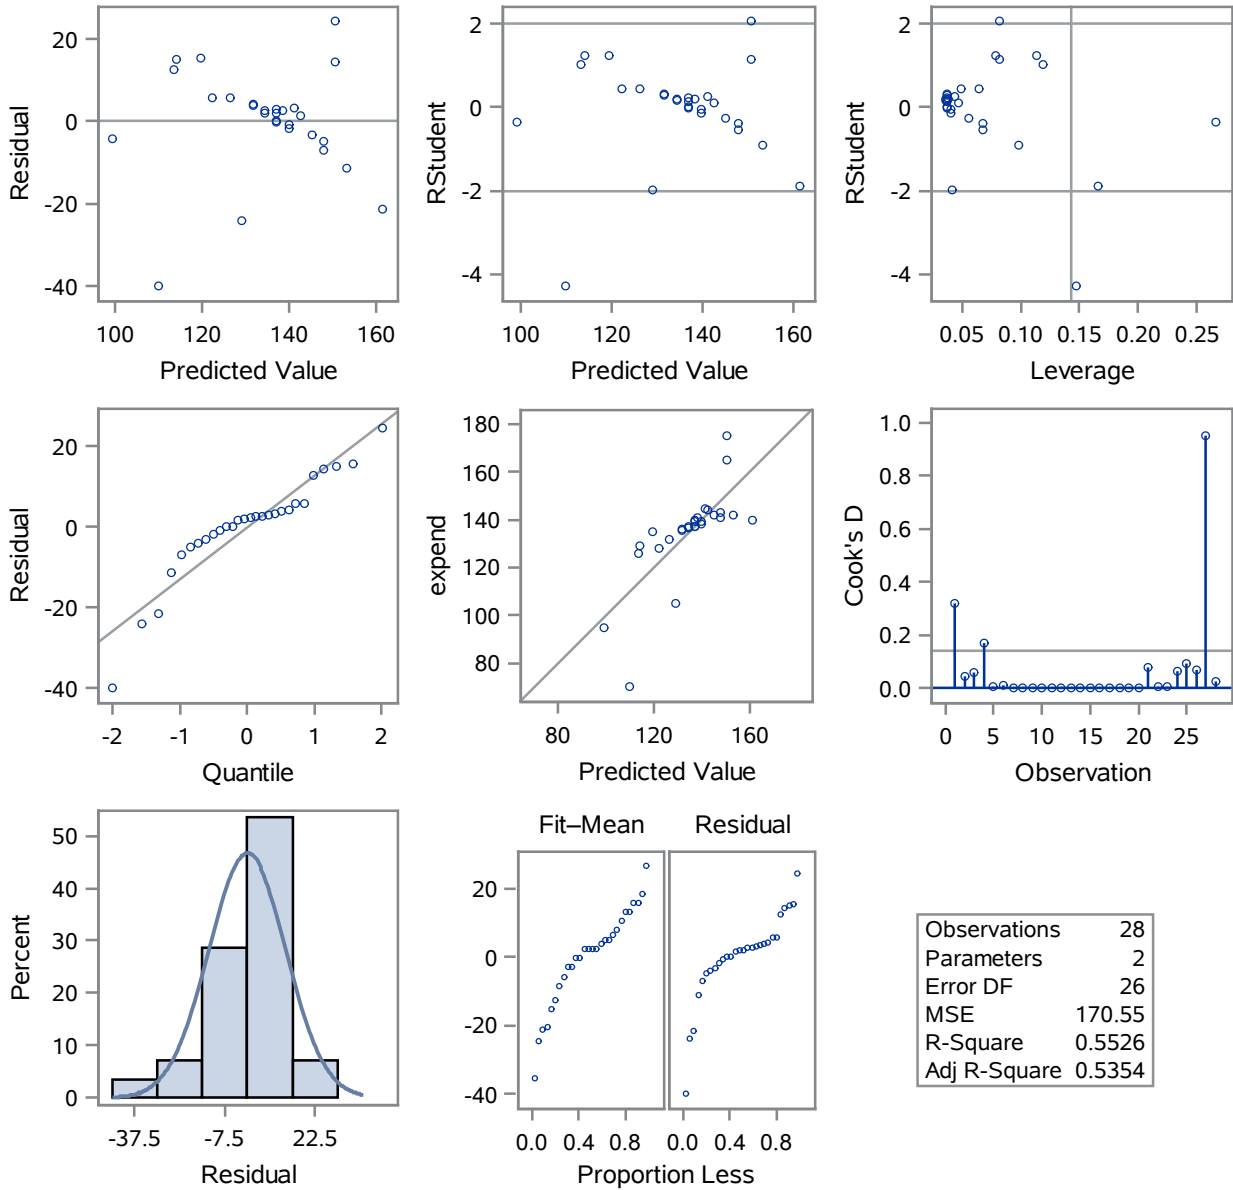 20
0
-20
-40
Residual
100 120 140 160
Predicted Value
2
0
-2
-4
RStudent
100 120 140 160
Predicted Value
2
0
-2
-4
RStudent
0.05 0.10 0.15 0.20 0.25
Leverage
20
0
-20
-40
Residual
-2 -1 0 1 2
Quantile
180
160
140
120
100
80
expend
80 120 160
Predicted Value
1.0
0.8
0.6
0.4
0.2
0.0
Cook's D
0 5 10 15 20 25
Observation
50
40
30
20
10
0
Percent
-37.5 -7.5 22.5
Residual
Fit–Mean Residual
20
0
-20
-40
0.0 0.4 0.8 0.0 0.4 0.8
Proportion Less
Observations 28
Parameters 2
Error DF 26
MSE 170.55
R-Square 0.5526
Adj R-Square 0.5354